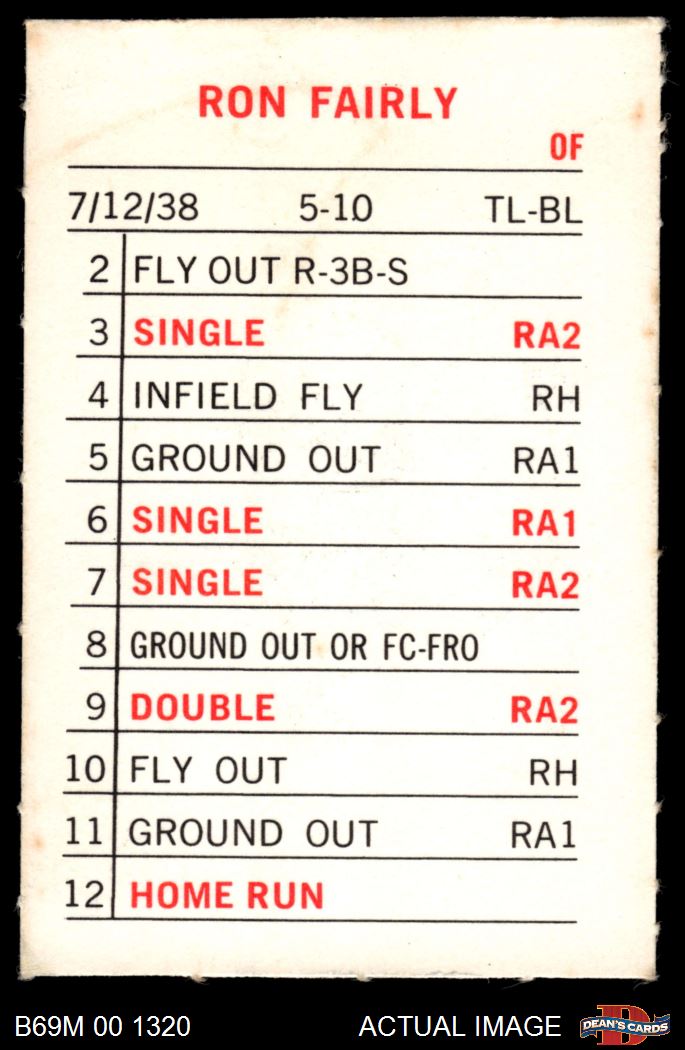 RON FAIRLY
OF
7/12/38 5-10 TL-BL
2 FLY OUT R-3B-S
3 SINGLE RA2
4 INFIELD FLY RH
5 GROUND OUT RA1
6 SINGLE RA1
7 SINGLE RA2
8 GROUND OUT OR FC-FRO
9 DOUBLE RA2
10 FLY OUT RH
11 GROUND OUT RA1
12 HOME RUN
B69M 00 1320 ACTUAL IMAGE D DEAN'S CARDS